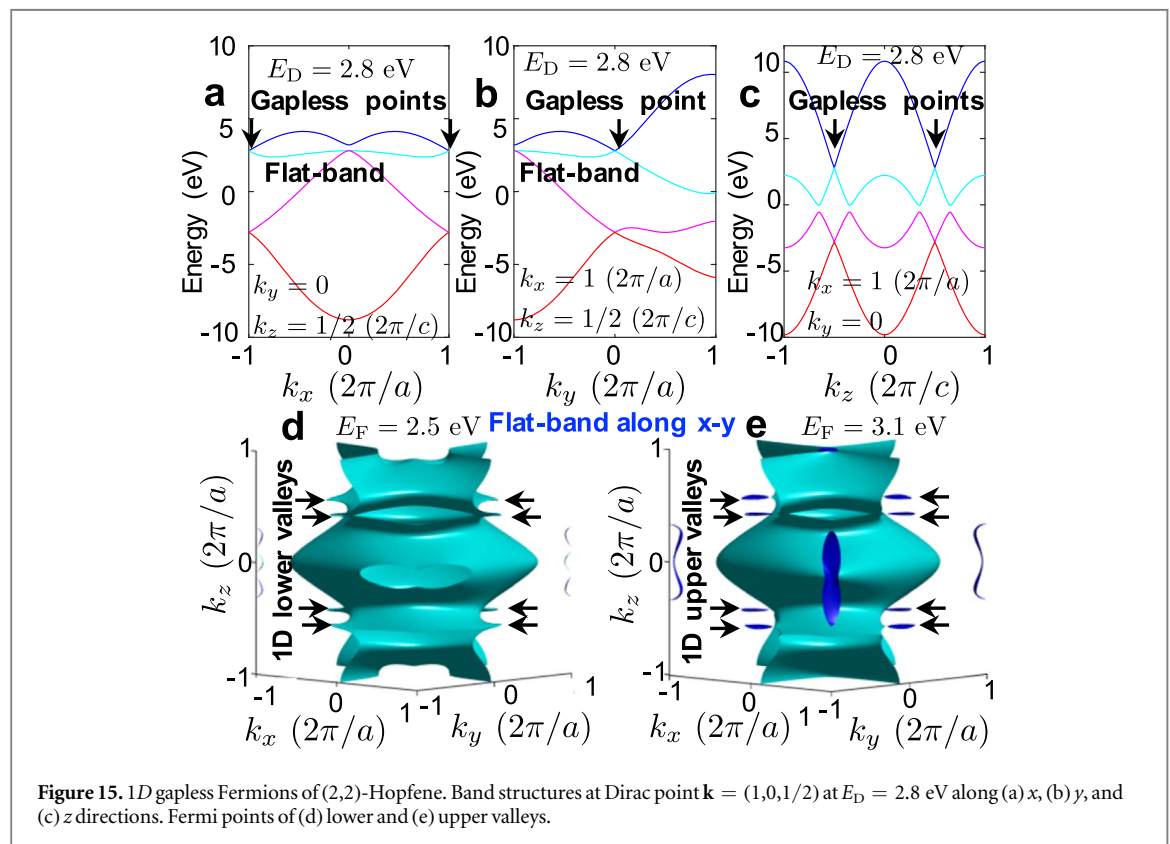 a
E_D = 2.8 eV
Gapless points
Flat-band
k_y = 0
k_z = 1/2 (2π/c)
Energy (eV)
10
5
0
-5
-10
-1 0 1
k_x (2π/a)
b
E_D = 2.8 eV
Gapless point
Flat-band
k_x = 1 (2π/a)
k_z = 1/2 (2π/c)
Energy (eV)
10
5
0
-5
-10
-1 0 1
k_y (2π/a)
c
E_D = 2.8 eV
Gapless points
k_x = 1 (2π/a)
k_y = 0
Energy (eV)
10
5
0
-5
-10
-1 0 1
k_z (2π/c)
d
E_F = 2.5 eV
Flat-band along x-y
1D lower valleys
k_z (2π/a)
1
0
-1
-1 0 1
k_x (2π/a)
-1 0 1
k_y (2π/a)
e
E_F = 3.1 eV
1D upper valleys
k_z (2π/a)
1
0
-1
-1 0 1
k_x (2π/a)
-1 0 1
k_y (2π/a)
Figure 15. 1D gapless Fermions of (2,2)-Hopfene. Band structures at Dirac point k = (1,0,1/2) at E_D = 2.8 eV along (a) x, (b) y, and
(c) z directions. Fermi points of (d) lower and (e) upper valleys.